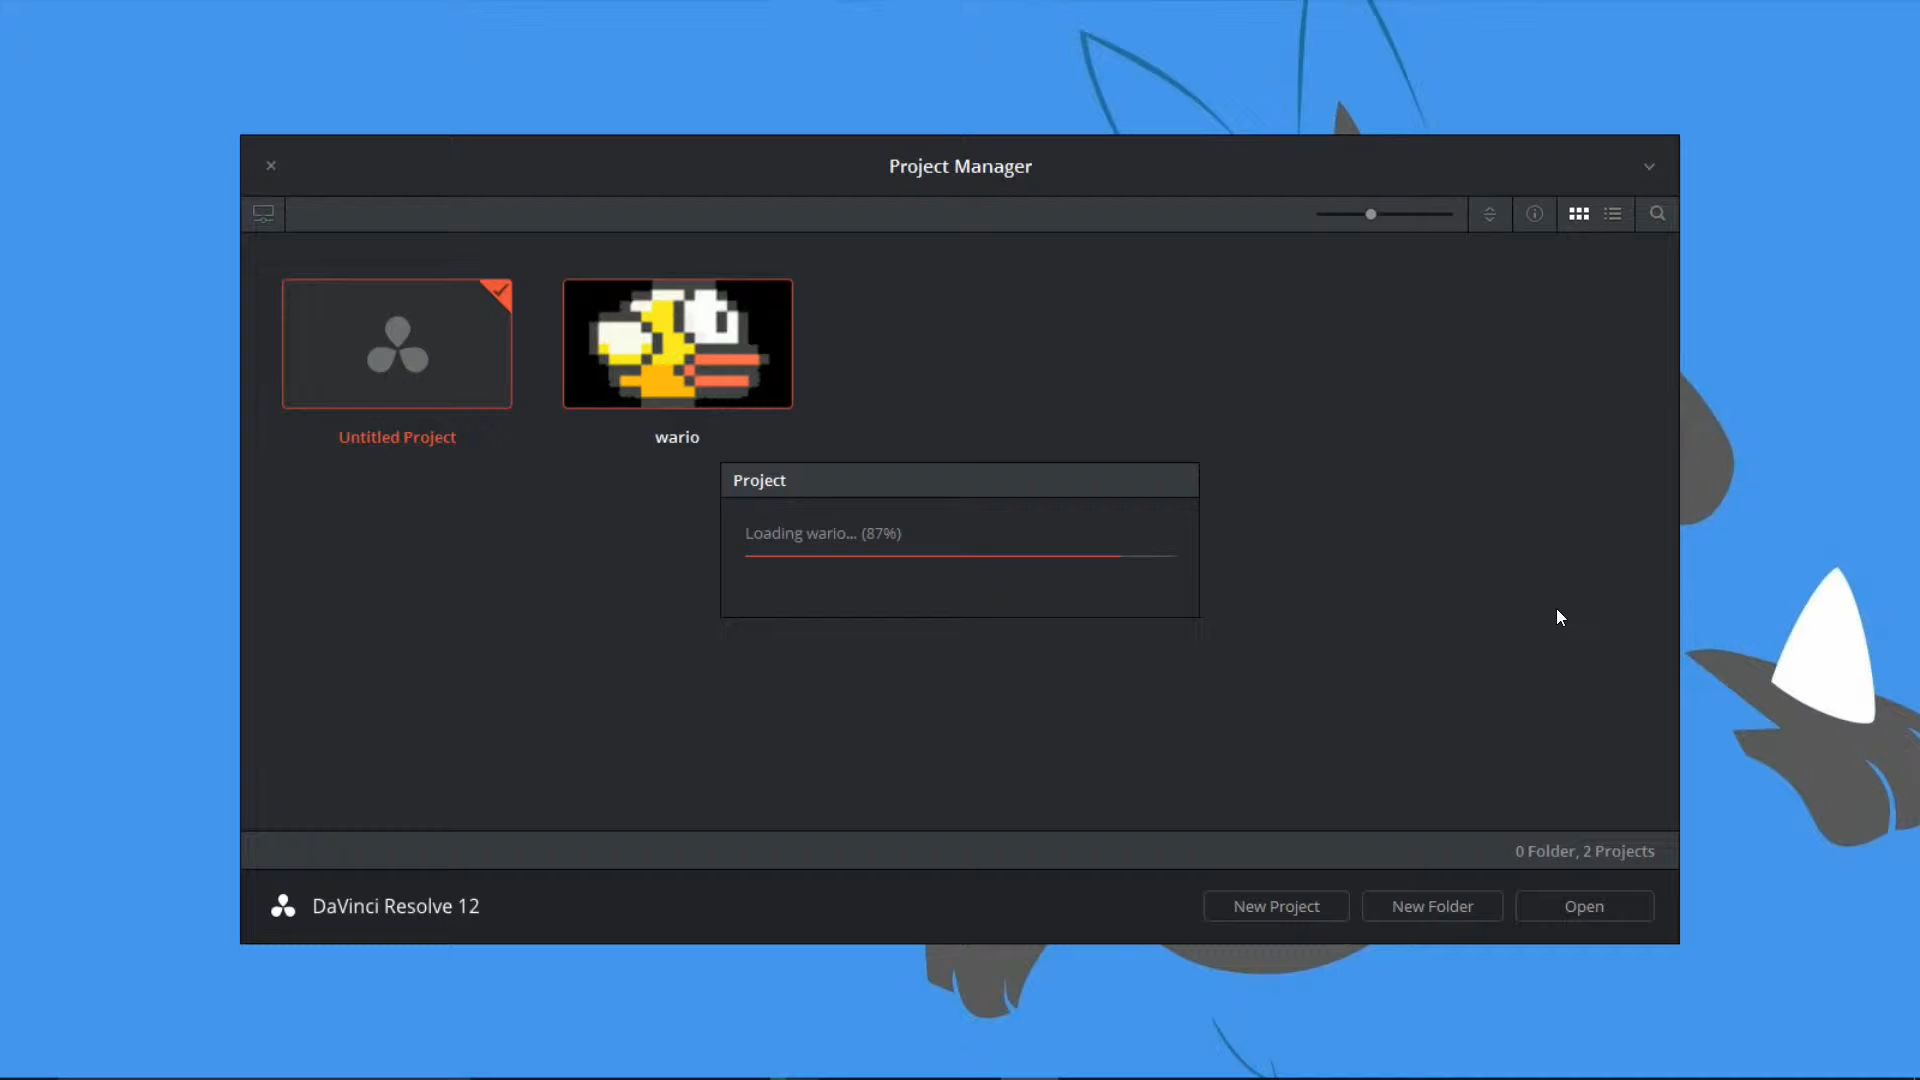 Project Manager
Untitled Project
wario
Project
Loading wario... (87%)
0 Folder, 2 Projects
DaVinci Resolve 12
New Project
New Folder
Open